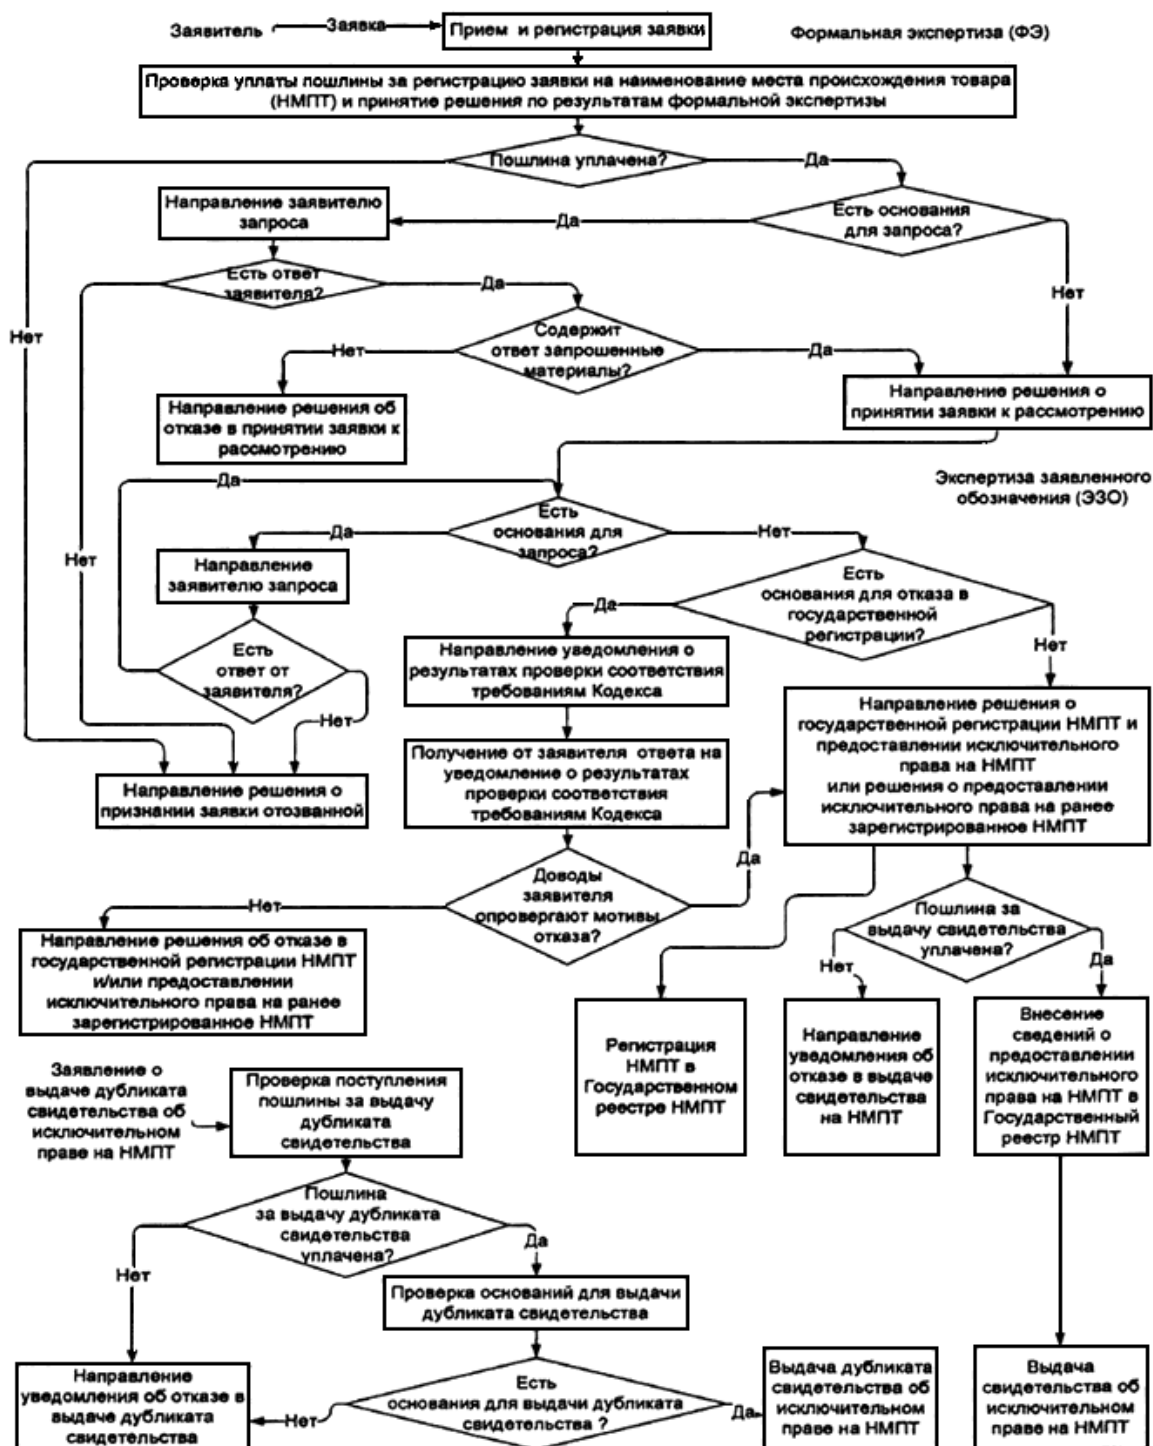 Заявитель
Заявка
Прием и регистрация заявки
Формальная экспертиза (ФЭ)
Проверка уплаты пошлины за регистрацию заявки на наименование места происхождения товара
(НМПТ) и принятие решения по результатам формальной экспертизы
Пошлина уплачена?
Да
Направление заявителю
запроса
Да
Есть основания
для запроса?
Есть ответ
заявителя?
Да
Нет
Нет
Содержит
ответ запрошенные
материалы?
Нет
Да
Направление решения об
отказе в принятии заявки к
рассмотрению
Направление решения о
принятии заявки к рассмотрению
Да
Экспертиза заявленного
обозначения (ЭЗО)
Есть
основания для
запроса?
Да
Нет
Нет
Направление
заявителю запроса
Есть
основания для отказа в
государственной
регистрации?
Да
Нет
Есть
ответ от
заявителя?
Нет
Направление уведомления о
результатах проверки соответствия
требованиям Кодекса
Направление решения о
государственной регистрации НМПТ и
предоставлении исключительного
права на НМПТ
или решения о предоставлении
исключительного права на ранее
зарегистрированное НМПТ
Получение от заявителя ответа на
уведомление о результатах
проверки соответствия
требованиям Кодекса
Направление решения о
признании заявки отозванной
Да
Доводы
заявителя
опровергают мотивы
отказа?
Нет
Пошлина за
выдачу свидетельства
уплачена?
Нет
Да
Направление решения об отказе в
государственной регистрации НМПТ
и/или предоставлении
исключительного права на ранее
зарегистрированное НМПТ
Регистрация
НМПТ в
Государственном
реестре НМПТ
Направление
уведомления об
отказе в выдаче
свидетельства
на НМПТ
Внесение
сведений о
предоставлении
исключительного
права на НМПТ в
Государственный
реестр НМПТ
Заявление о
выдаче дубликата
свидетельства об
исключительном
праве на НМПТ
Проверка поступления
пошлины за выдачу
дубликата
свидетельства
Пошлина
за выдачу дубликата
свидетельства
уплачена?
Да
Нет
Проверка оснований для выдачи
дубликата свидетельства
Направление
уведомления об отказе в
выдаче дубликата
свидетельства
Нет
Есть
основания для выдачи дубликата
свидетельства ?
Да
Выдача дубликата
свидетельства об
исключительном
праве на НМПТ
Выдача
свидетельства об
исключительном
праве на НМПТ